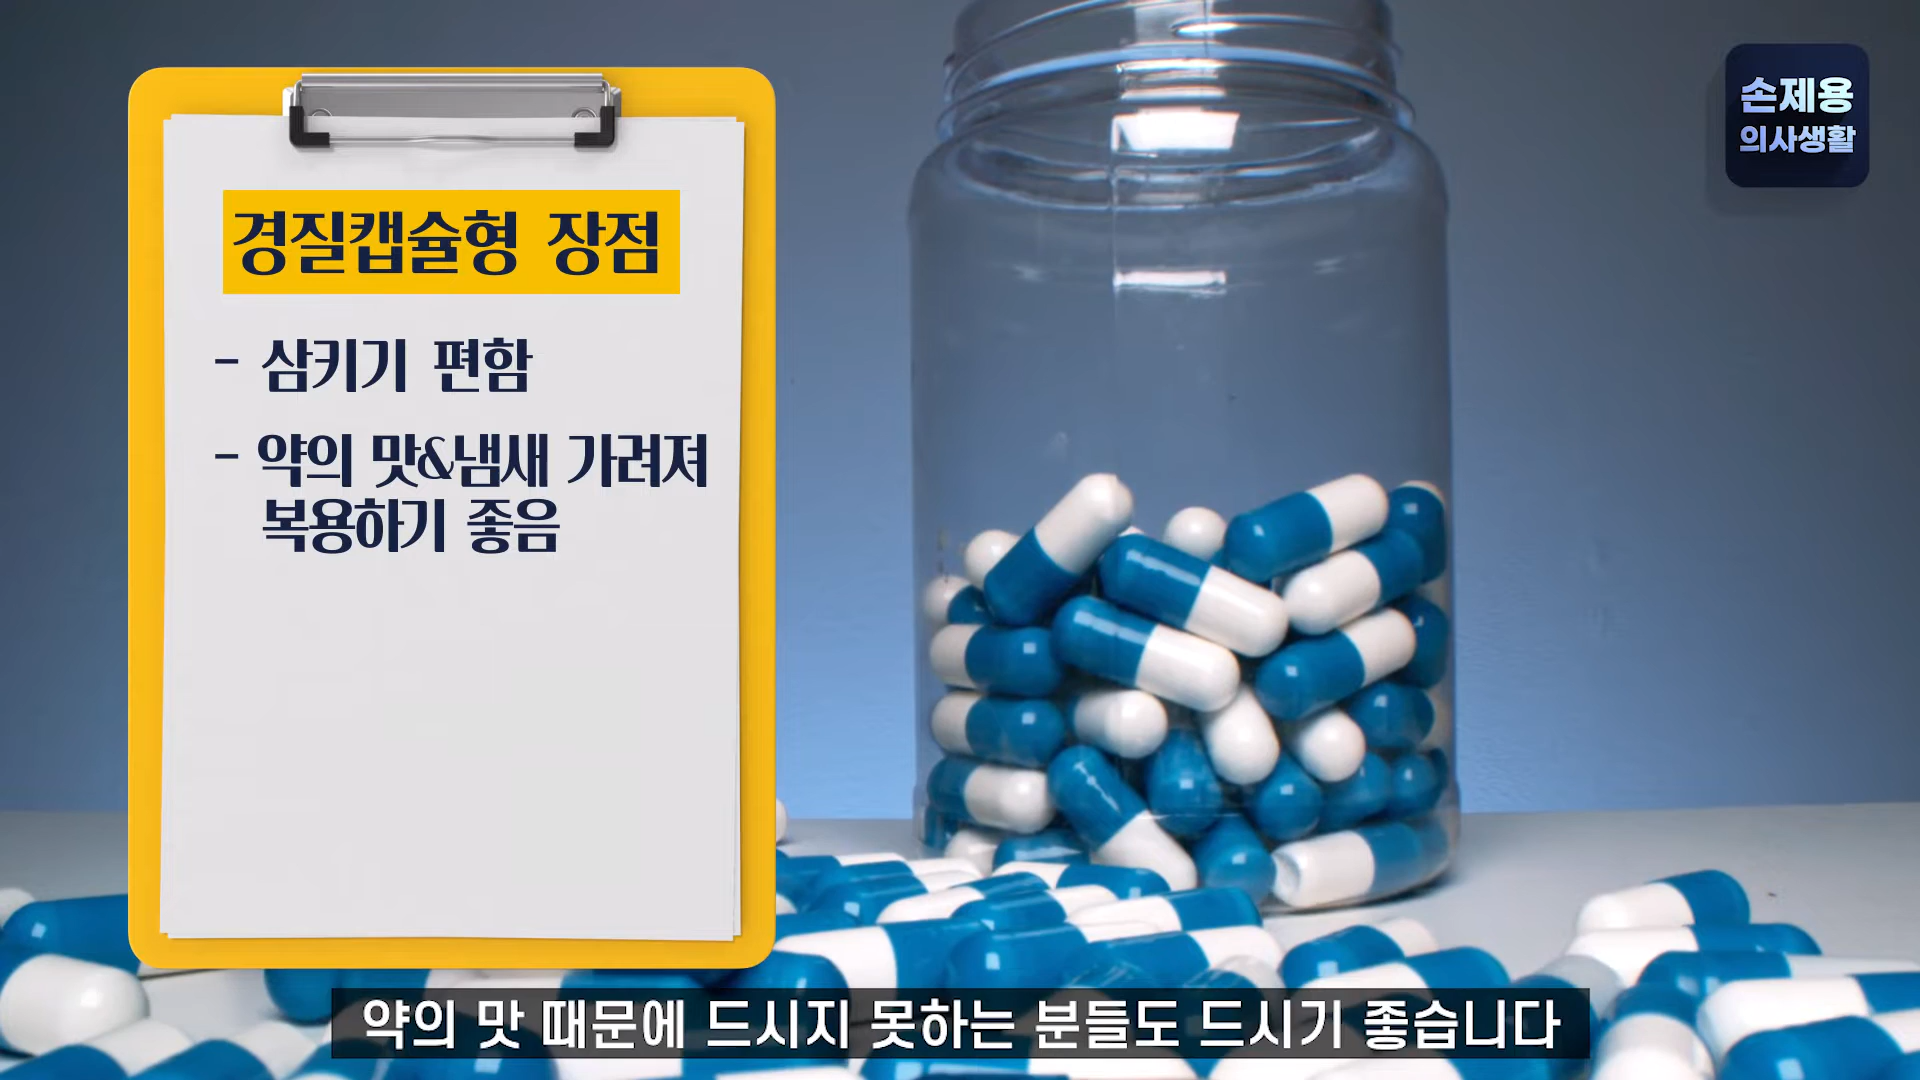 손제용
의사생활
경질캡슐형 장점
- 삼키기 편함
- 약의 맛&냄새 가려져
복용하기 좋음
약의 맛 때문에 드시지 못하는 분들도 드시기 좋습니다